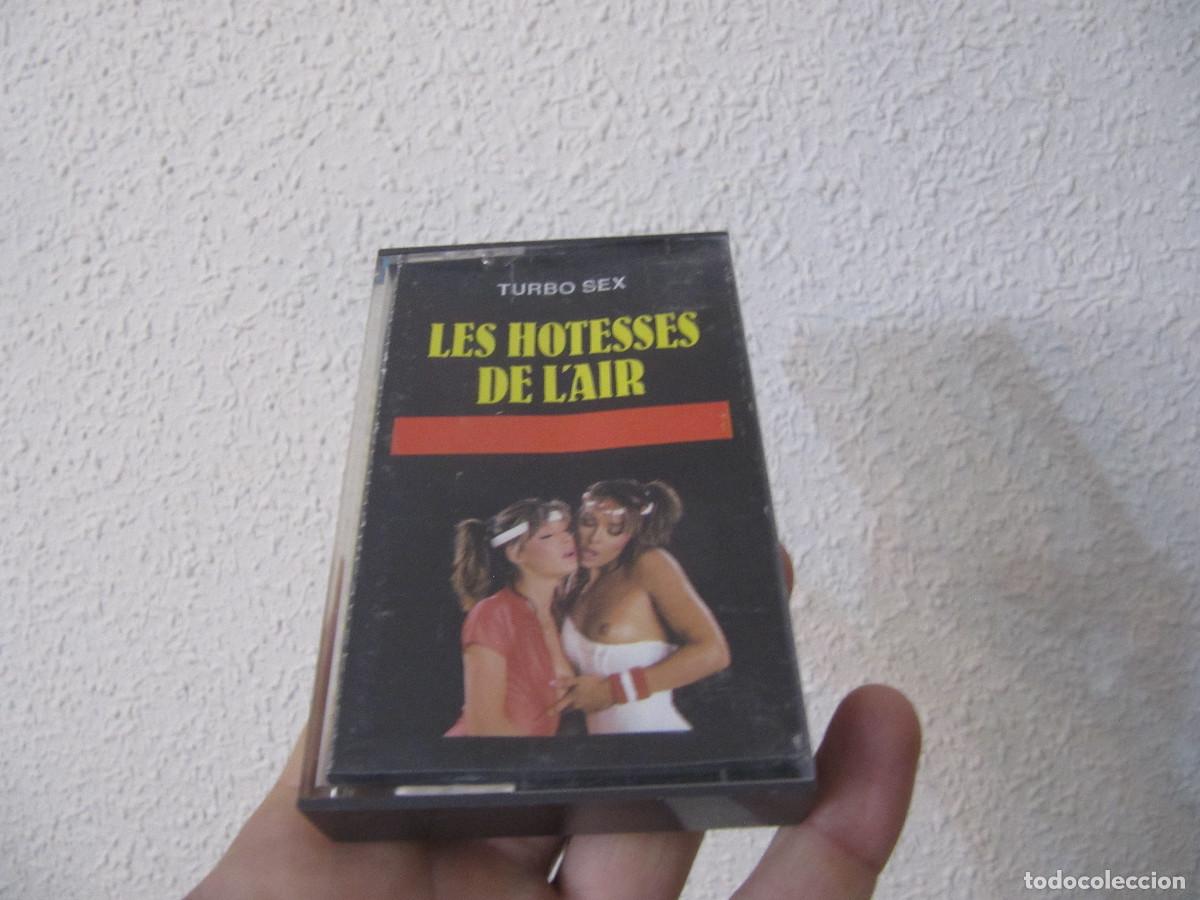 TURBO SEX
LES HOTESSES
DE L'AIR
todocoleccion